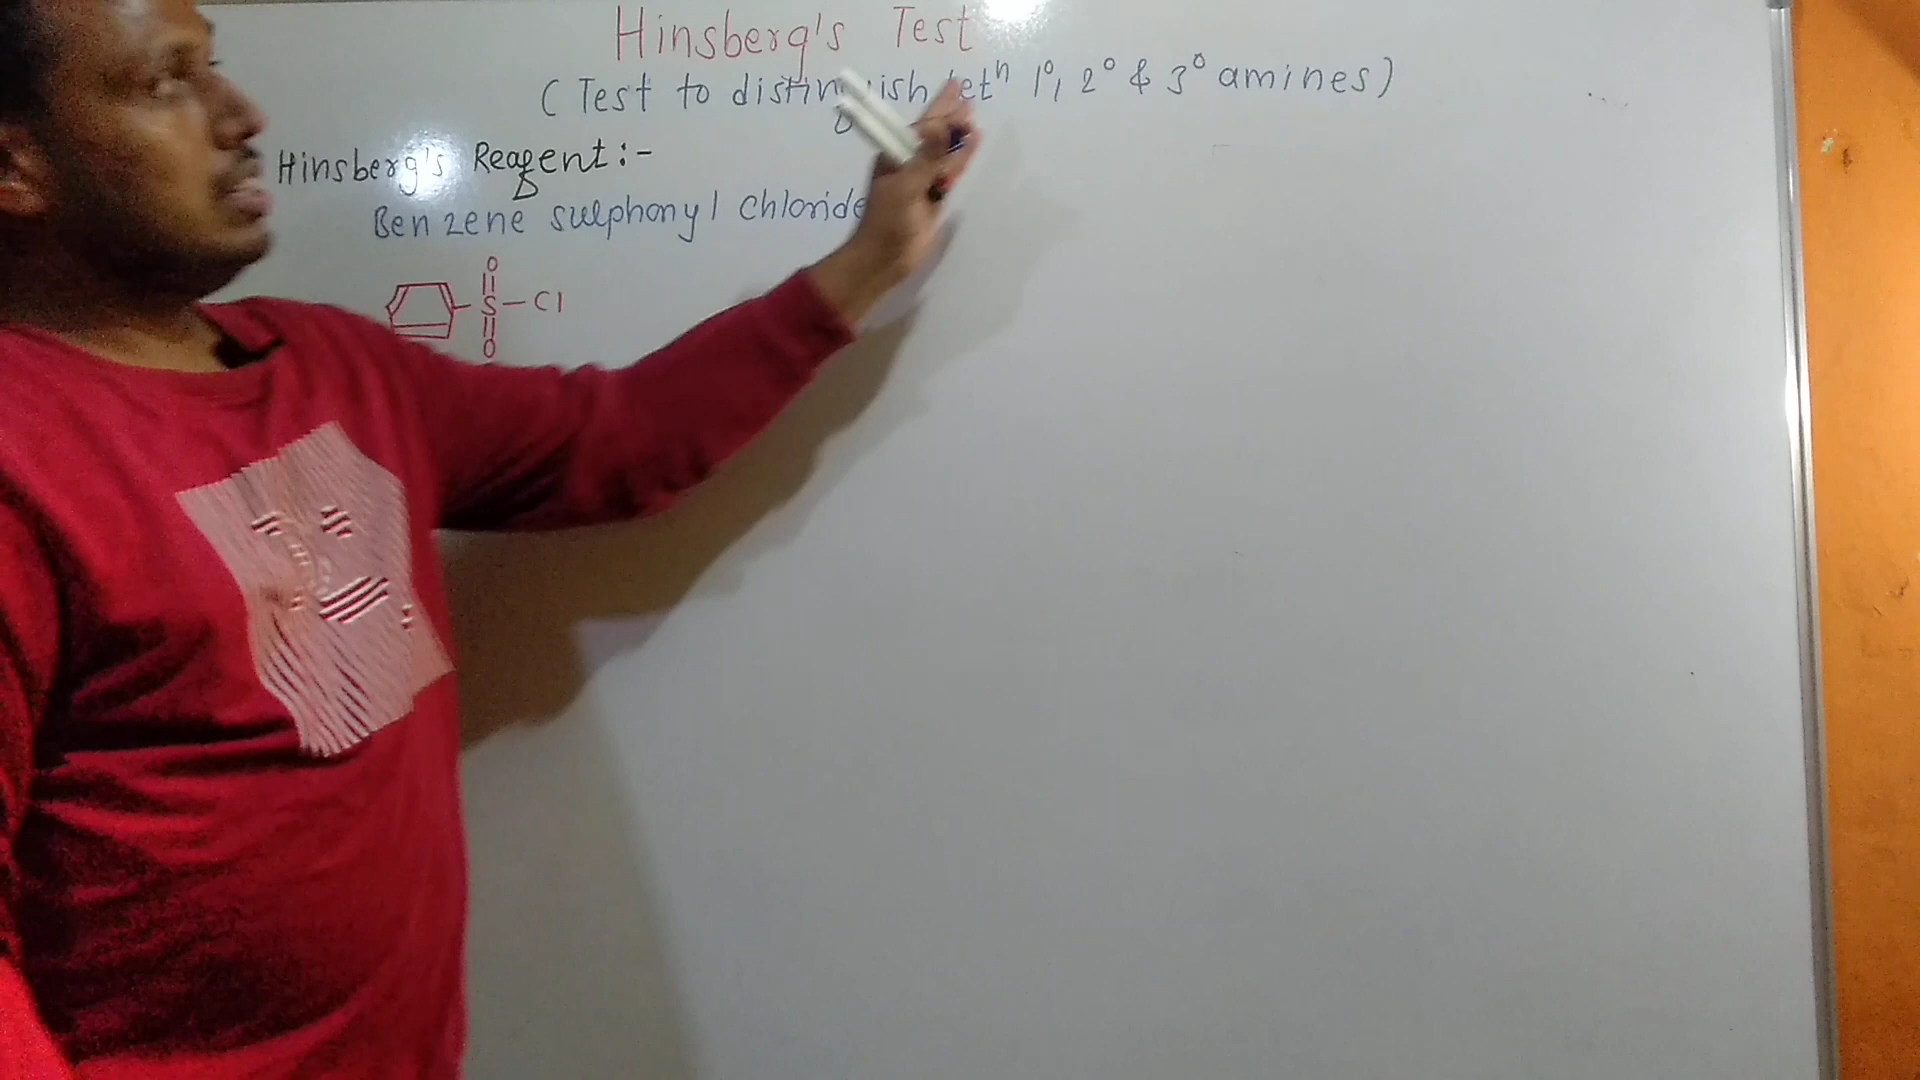 Hinsberg's Test
(Test to distinguish betⁿ 1°, 2° & 3° amines)
Hinsberg's Reagent:-
Benzene sulphonyl chloride
O
S-Cl
O